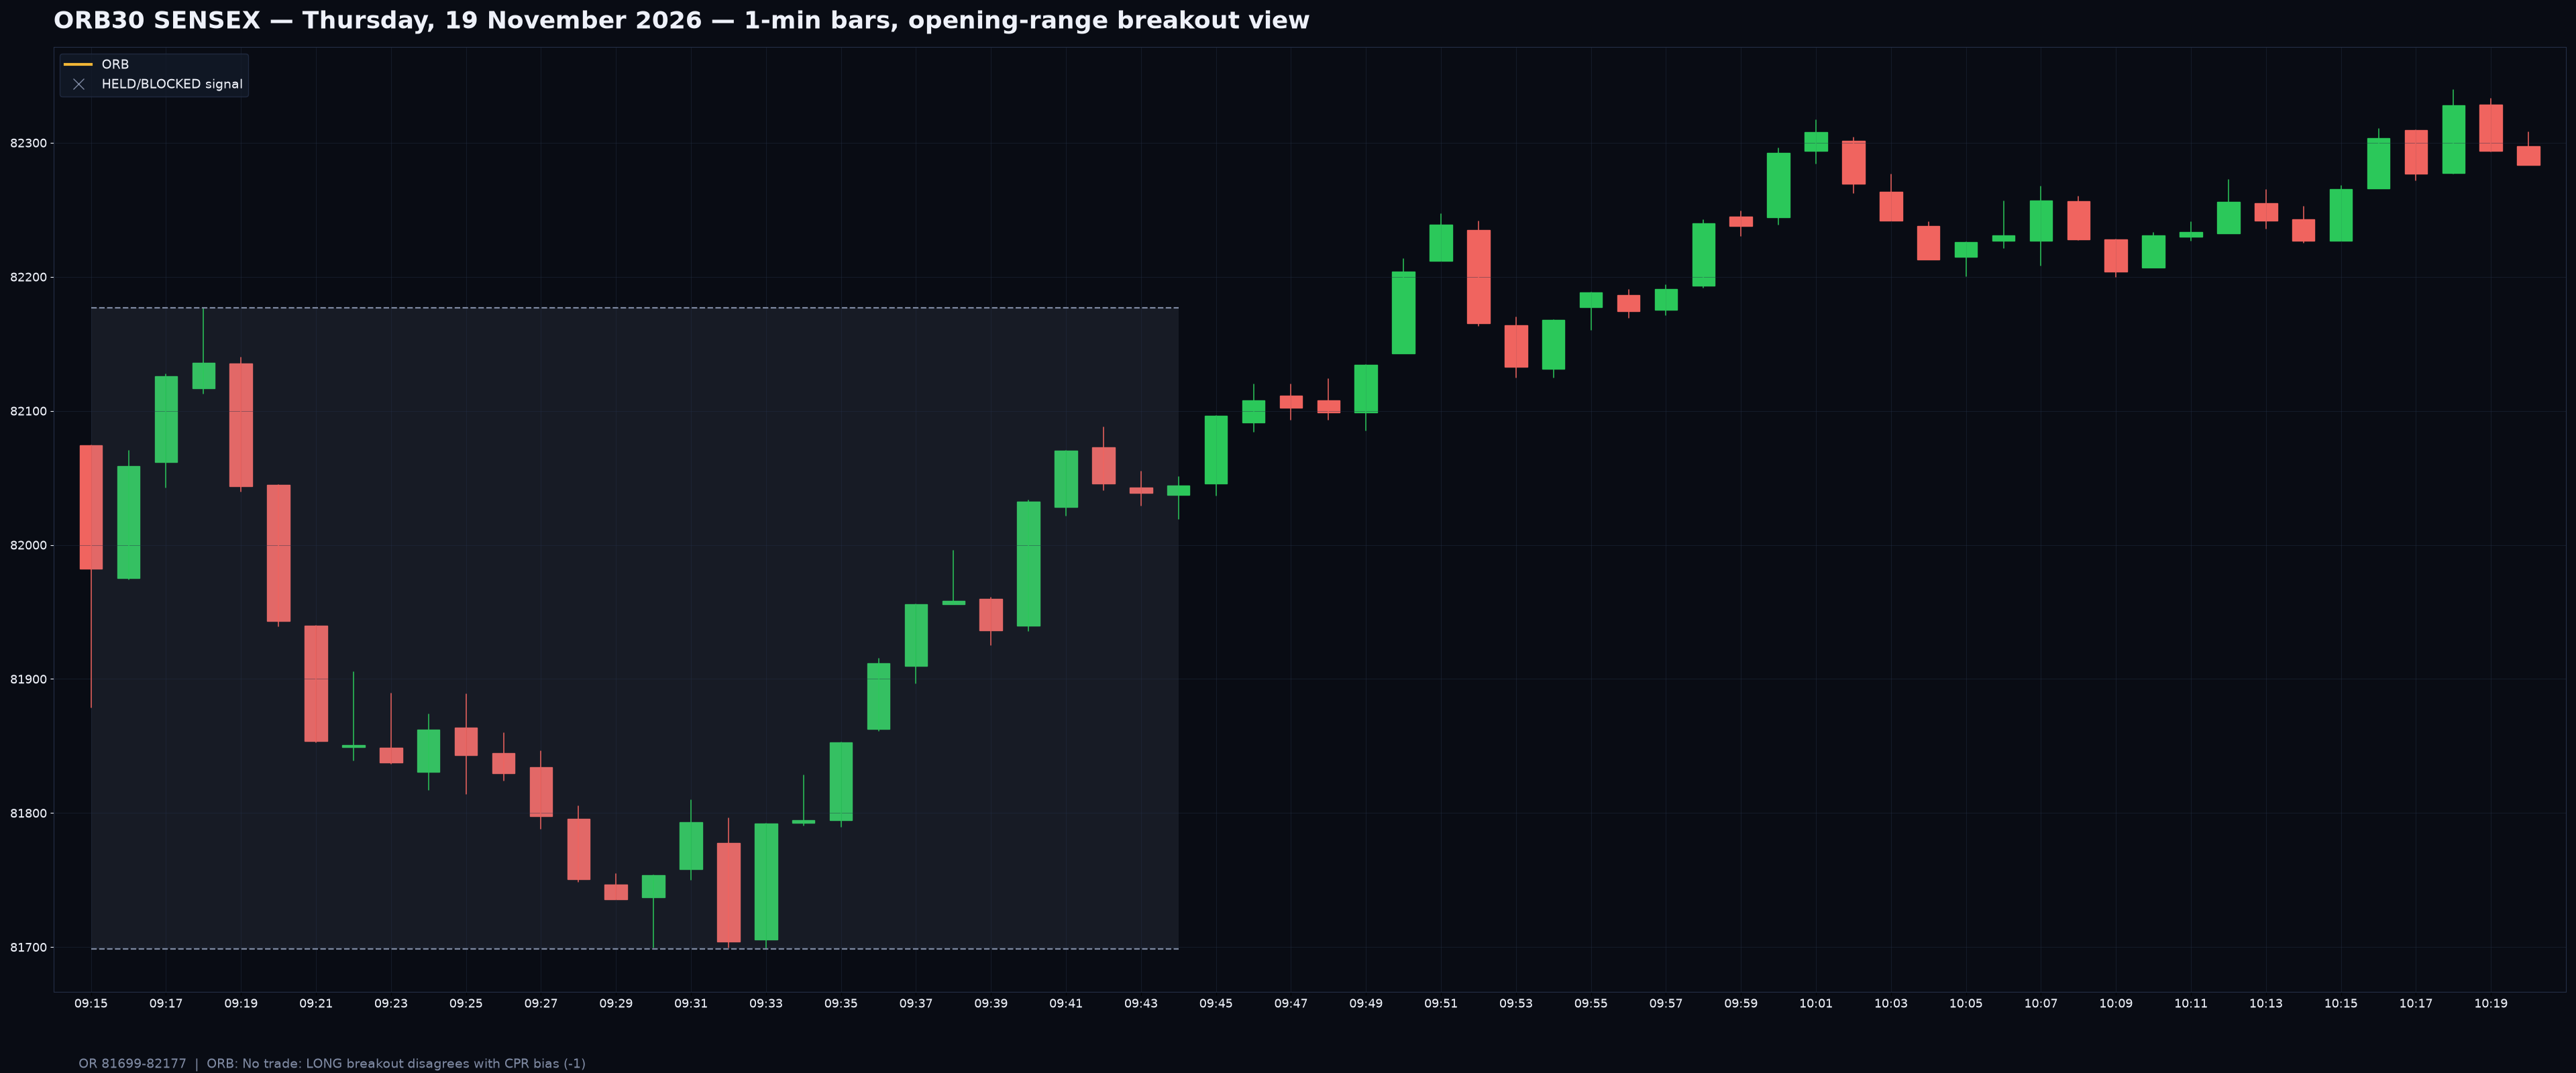 ORB30 SENSEX — Thursday, 19 November 2026 — 1-min bars, opening-range breakout view
ORB
HELD/BLOCKED signal
82300
82200
82100
82000
81900
81800
81700
09:15 09:17 09:19 09:21 09:23 09:25 09:27 09:29 09:31 09:33 09:35 09:37 09:39 09:41 09:43 09:45 09:47 09:49 09:51 09:53 09:55 09:57 09:59 10:01 10:03 10:05 10:07 10:09 10:11 10:13 10:15 10:17 10:19
OR 81699-82177 | ORB: No trade: LONG breakout disagrees with CPR bias (-1)